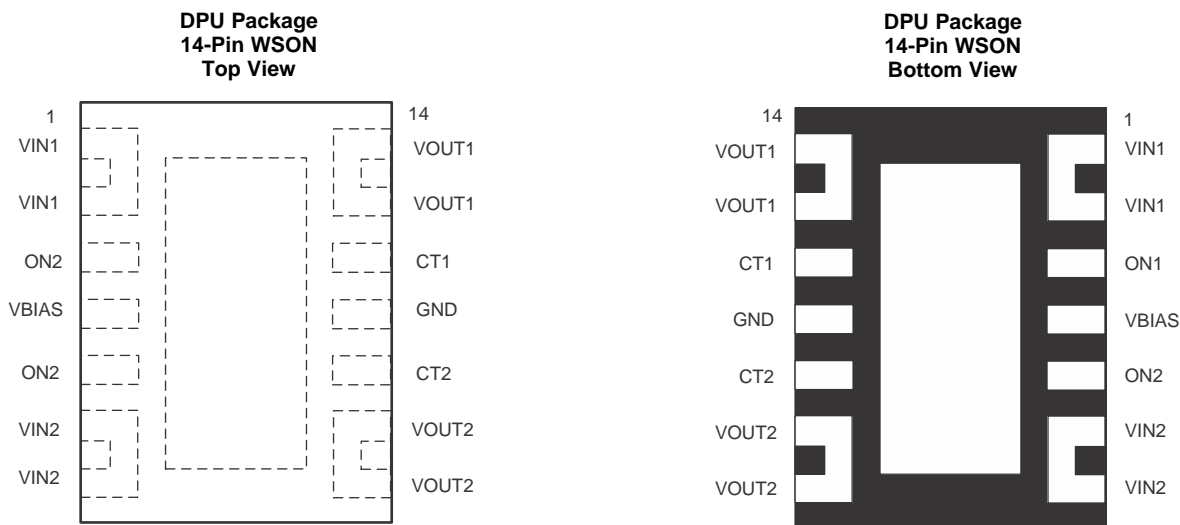 DPU Package
14-Pin WSON
Top View
1
14
VIN1
VOUT1
VIN1
VOUT1
ON2
CT1
VBIAS
GND
ON2
CT2
VIN2
VOUT2
VIN2
VOUT2
DPU Package
14-Pin WSON
Bottom View
14
1
VOUT1
VIN1
VOUT1
VIN1
CT1
ON1
GND
VBIAS
CT2
ON2
VOUT2
VIN2
VOUT2
VIN2